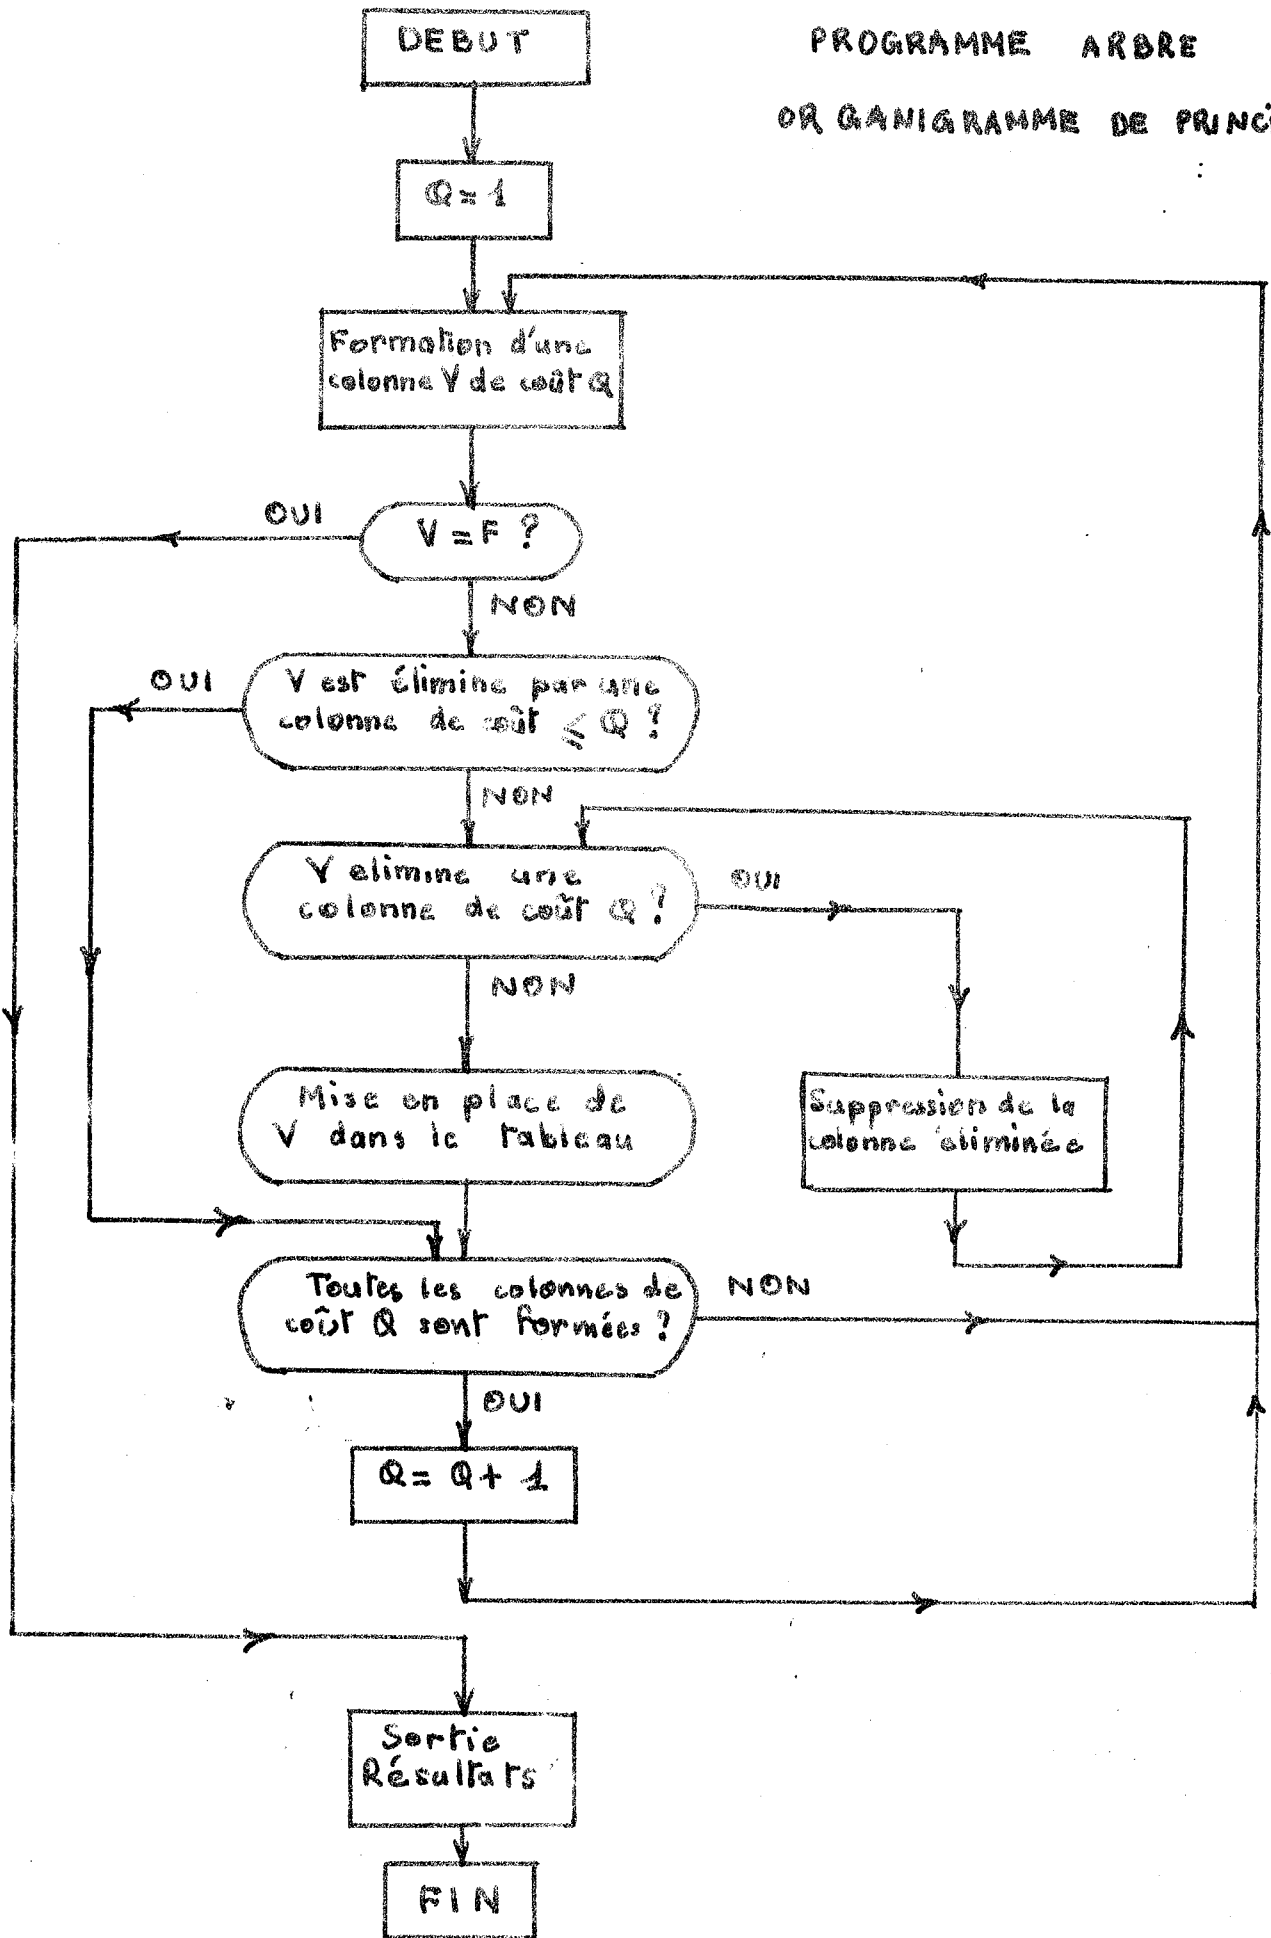 PROGRAMME ARBRE
ORGANIGRAMME DE PRINCI
DEBUT
Q = 1
Formation d'une
colonne V de coût Q
V = F ?
OUI
NON
V est élimine par une
colonne de coût ≤ Q ?
OUI
NON
V elimine une
colonne de coût Q ?
OUI
NON
Suppression de la
colonne éliminée
Mise en place de
V dans le tableau
Toutes les colonnes de
coût Q sont formées ?
NON
OUI
Q = Q + 1
Sortie
Résultats
FIN